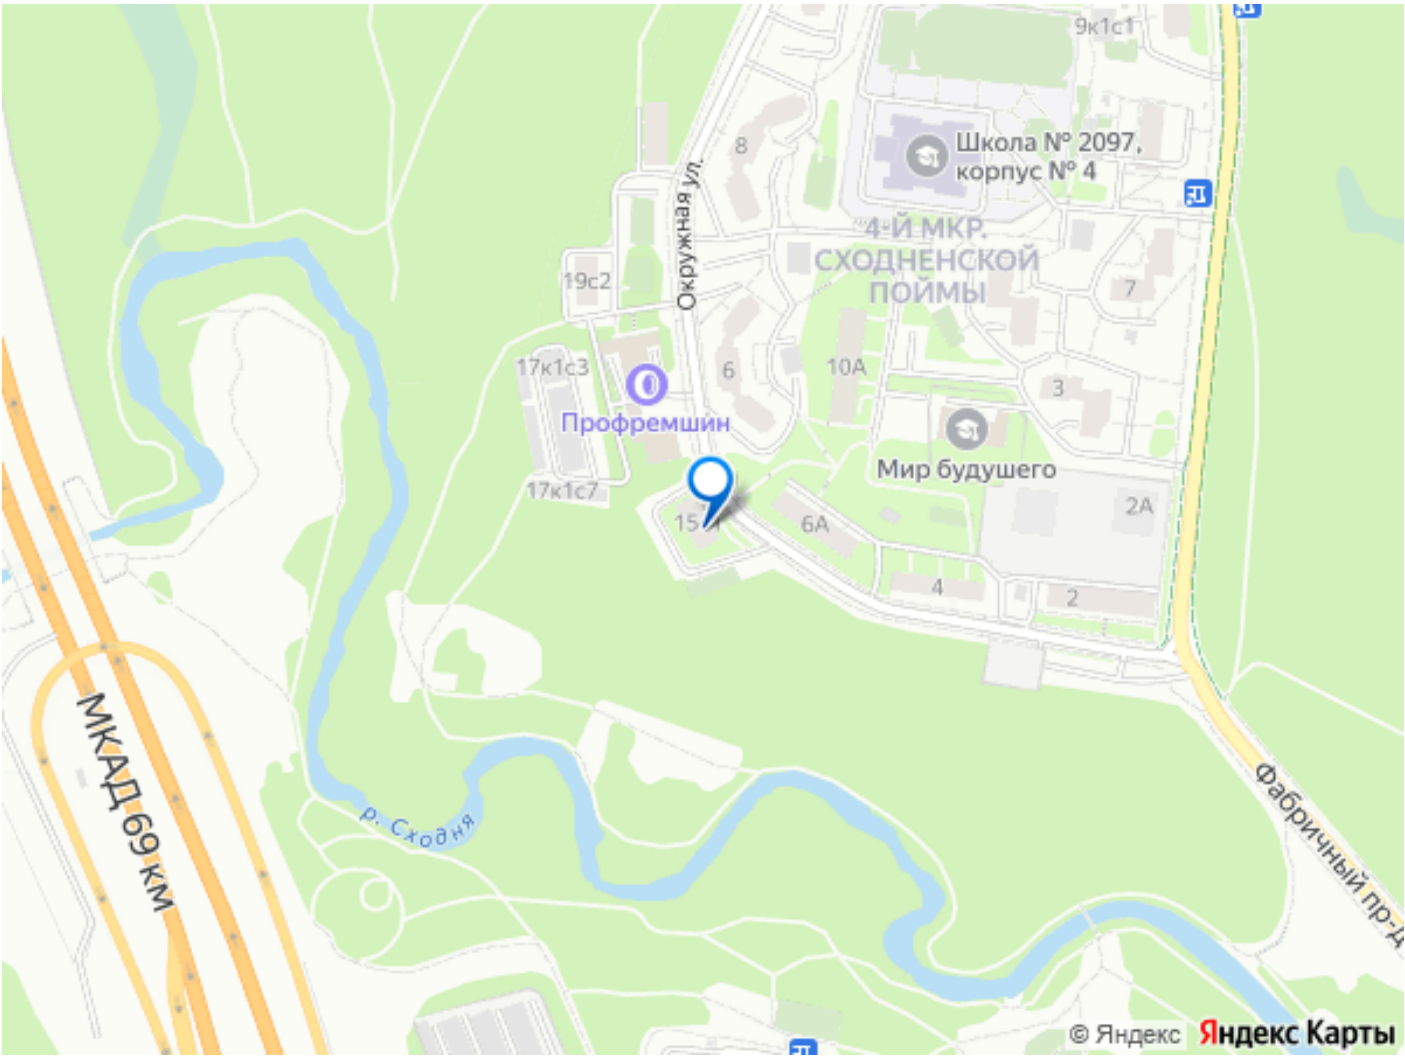 9к1с1
8
Школа № 2097,
корпус № 4
Окружная ул.
4-Й МКР.
СХОДНЕНСКОЙ
ПОЙМЫ
19с2
7
17к1с3
6
10А
3
Профремшин
Мир будушего
17к1с7
2А
15
6А
4
2
МКАД 69 км
р. Сходня
Фабричный пр-д
© Яндекс Яндекс Карты